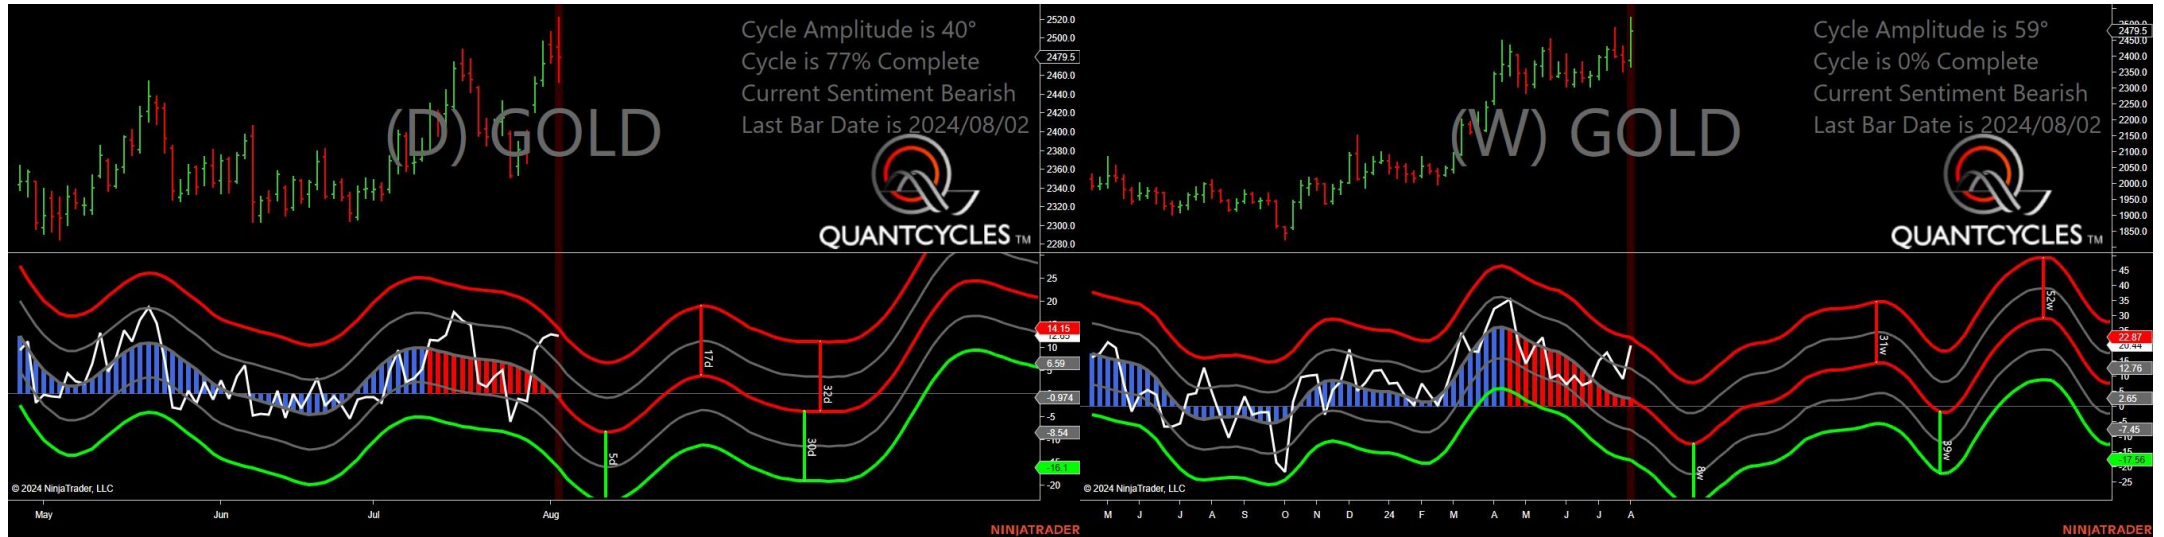 Cycle Amplitude is 40°
Cycle is 77% Complete
Current Sentiment Bearish
Last Bar Date is 2024/08/02
(D) GOLD
QUANTCYCLES TM
2520.0
2500.0
2479.5
2460.0
2440.0
2420.0
2400.0
2380.0
2360.0
2340.0
2320.0
2300.0
2280.0
25
20
14.15
10
6.59
-0.974
-5
-8.54
-16.1
-20
17d
32d
30d
5d
© 2024 NinjaTrader, LLC
May Jun Jul Aug
NINJATRADER
Cycle Amplitude is 59°
Cycle is 0% Complete
Current Sentiment Bearish
Last Bar Date is 2024/08/02
(W) GOLD
QUANTCYCLES TM
2479.5
2450.0
2400.0
2350.0
2300.0
2250.0
2200.0
2150.0
2100.0
2050.0
2000.0
1950.0
1900.0
1850.0
45
40
35
30
22.87
20.44
15
12.76
5
2.65
-7.45
-17.56
-25
52w
31w
39w
8w
© 2024 NinjaTrader, LLC
M J J A S O N D 24 F M A M J J A
NINJATRADER